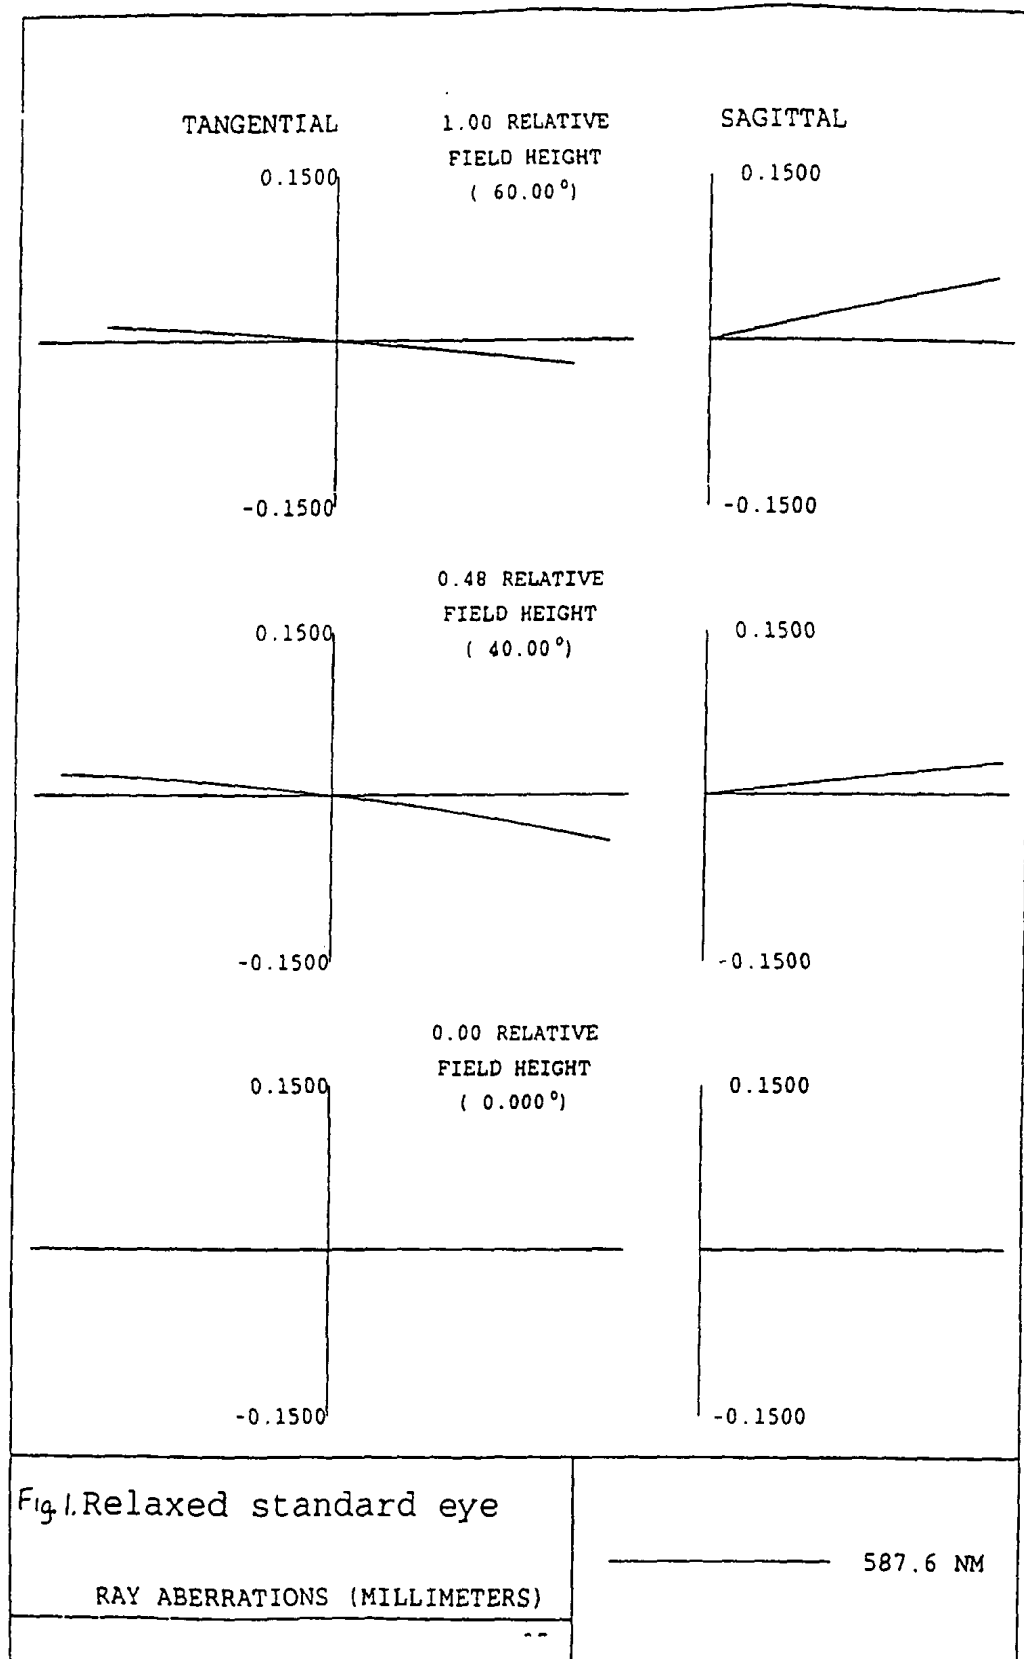 TANGENTIAL
1.00 RELATIVE
FIELD HEIGHT
( 60.00°)
SAGITTAL
0.1500
0.1500
-0.1500
-0.1500
0.48 RELATIVE
FIELD HEIGHT
( 40.00°)
0.1500
0.1500
-0.1500
-0.1500
0.00 RELATIVE
FIELD HEIGHT
( 0.000°)
0.1500
0.1500
-0.1500
-0.1500
Fig 1. Relaxed standard eye
RAY ABERRATIONS (MILLIMETERS)
587.6 NM